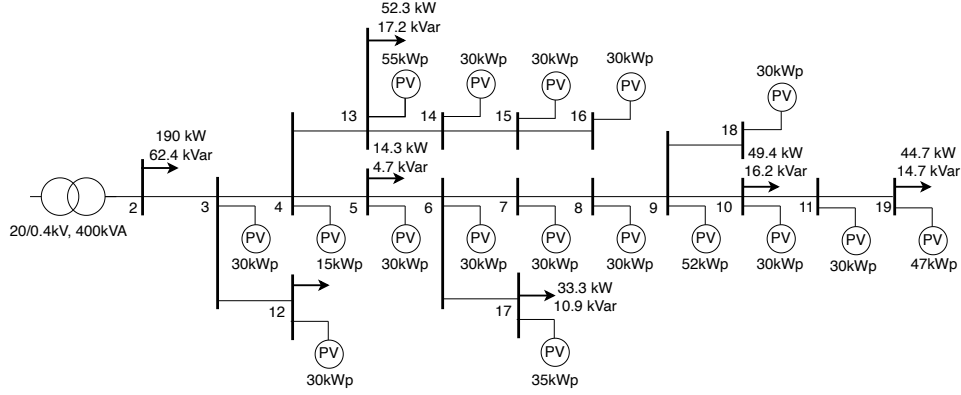 52.3 kW
17.2 kVar
55kWp
PV
30kWp
PV
30kWp
PV
30kWp
PV
30kWp
PV
13
14
15
16
18
190 kW
62.4 kVar
14.3 kW
4.7 kVar
49.4 kW
16.2 kVar
44.7 kW
14.7 kVar
2
3
4
5
6
7
8
9
10
11
19
20/0.4kV, 400kVA
PV
30kWp
PV
15kWp
PV
30kWp
PV
30kWp
PV
30kWp
PV
30kWp
PV
52kWp
PV
30kWp
PV
30kWp
PV
47kWp
12
17
33.3 kW
10.9 kVar
PV
30kWp
PV
35kWp